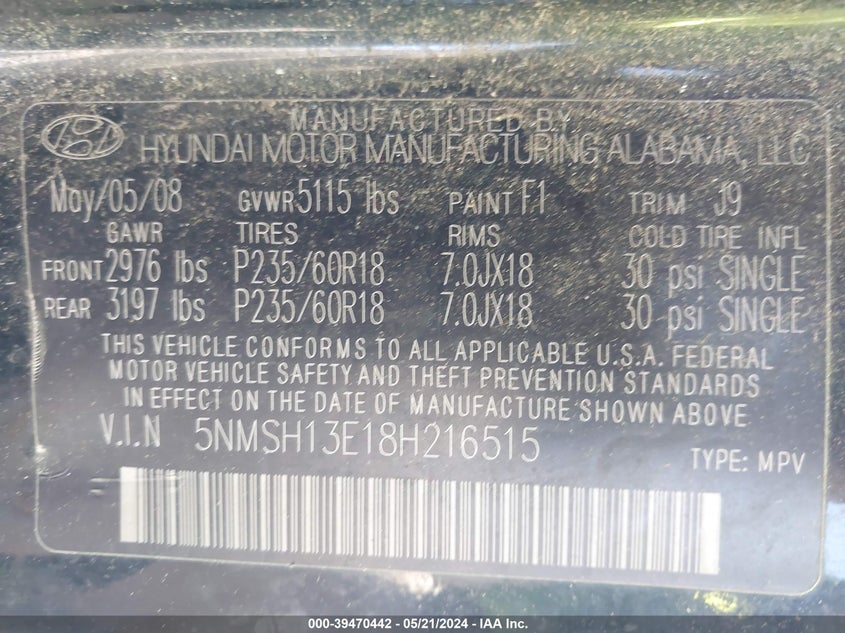 MANUFACTURED BY
HYUNDAI MOTOR MANUFACTURING ALABAMA, LLC
May/05/08 GVWR 5115 lbs PAINT F1 TRIM J9
GAWR TIRES RIMS COLD TIRE INFL
FRONT 2976 lbs P235/60R18 7.0JX18 30 psi SINGLE
REAR 3197 lbs P235/60R18 7.0JX18 30 psi SINGLE
THIS VEHICLE CONFORMS TO ALL APPLICABLE U.S.A. FEDERAL
MOTOR VEHICLE SAFETY AND THEFT PREVENTION STANDARDS
IN EFFECT ON THE DATE OF MANUFACTURE SHOWN ABOVE
V.I.N 5NMSH13E18H216515
TYPE: MPV
000-39470442 - 05/21/2024 - IAA Inc.